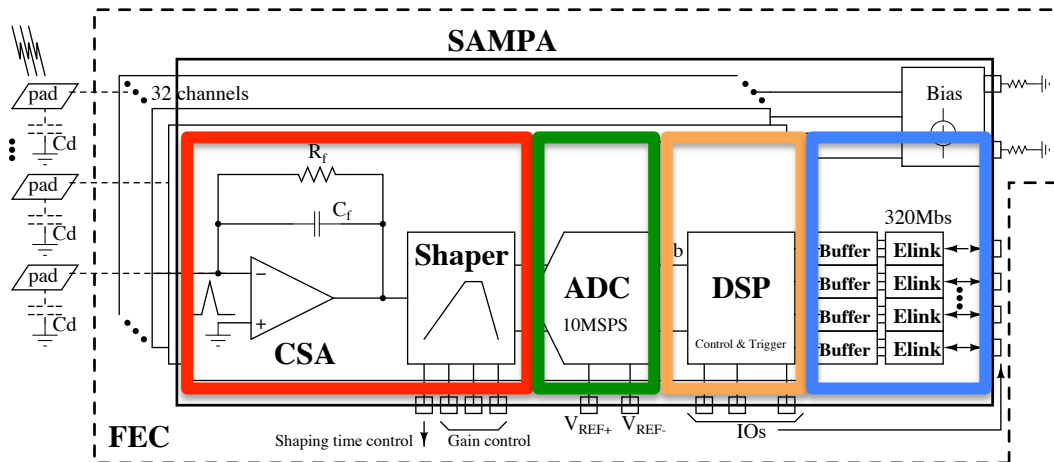 SAMPA
32 channels
pad
Cd
pad
Cd
pad
Cd
Bias
Rf
Cf
−
+
CSA
Shaper
ADC
10MSPS
b
DSP
Control & Trigger
320Mbs
Buffer Elink
Buffer Elink
Buffer Elink
Buffer Elink
Shaping time control
Gain control
VREF+
VREF-
IOs
FEC